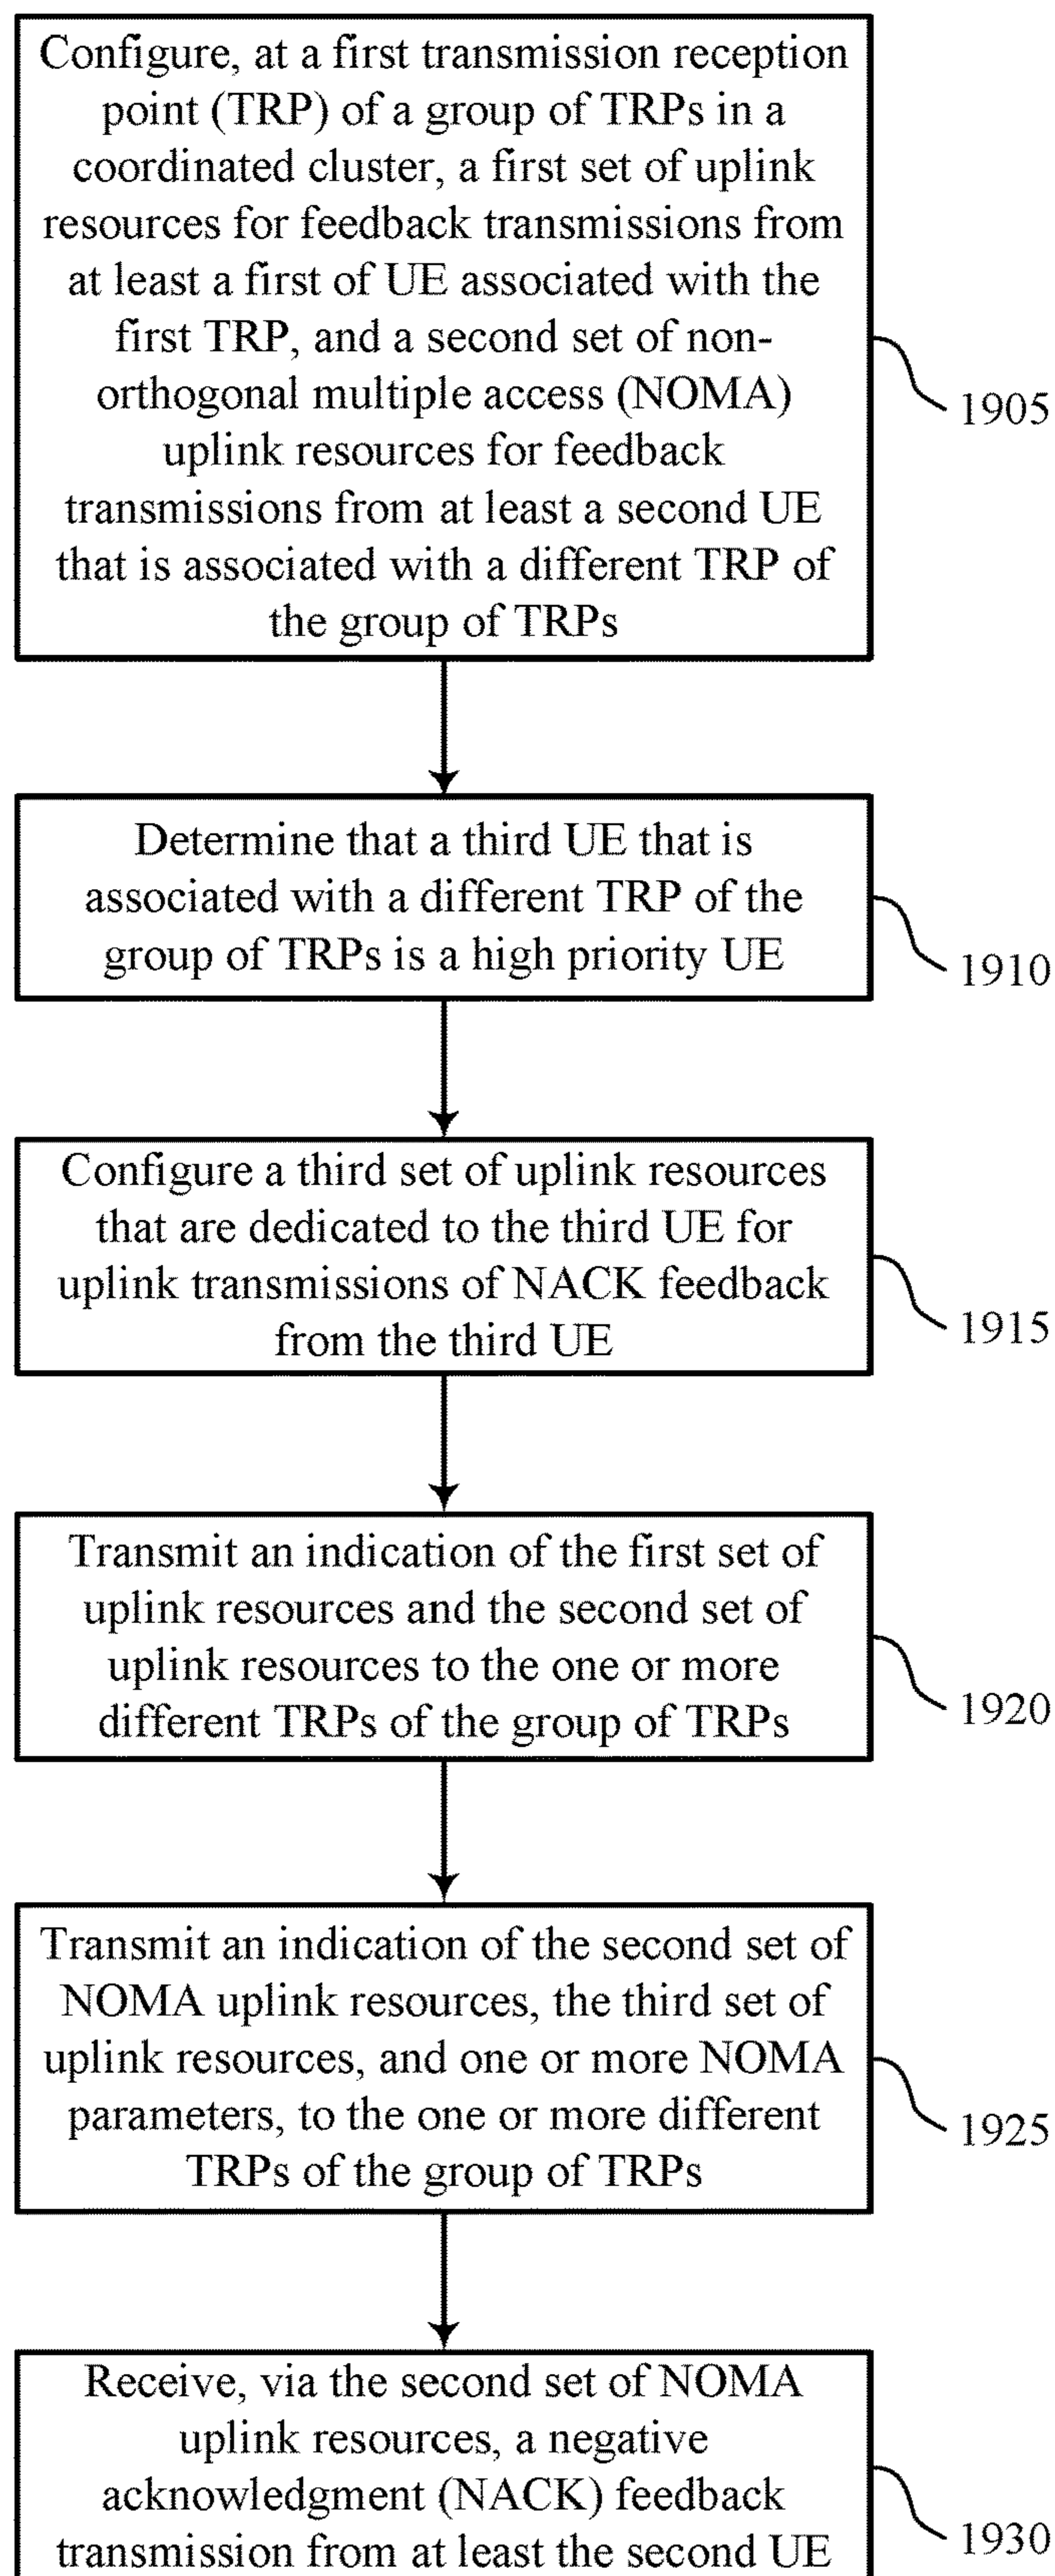 Configure, at a first transmission reception
point (TRP) of a group of TRPs in a
coordinated cluster, a first set of uplink
resources for feedback transmissions from
at least a first of UE associated with the
first TRP, and a second set of non-
orthogonal multiple access (NOMA)
uplink resources for feedback
transmissions from at least a second UE
that is associated with a different TRP of
the group of TRPs
1905
Determine that a third UE that is
associated with a different TRP of the
group of TRPs is a high priority UE
1910
Configure a third set of uplink resources
that are dedicated to the third UE for
uplink transmissions of NACK feedback
from the third UE
1915
Transmit an indication of the first set of
uplink resources and the second set of
uplink resources to the one or more
different TRPs of the group of TRPs
1920
Transmit an indication of the second set of
NOMA uplink resources, the third set of
uplink resources, and one or more NOMA
parameters, to the one or more different
TRPs of the group of TRPs
1925
Receive, via the second set of NOMA
uplink resources, a negative
acknowledgment (NACK) feedback
transmission from at least the second UE
1930